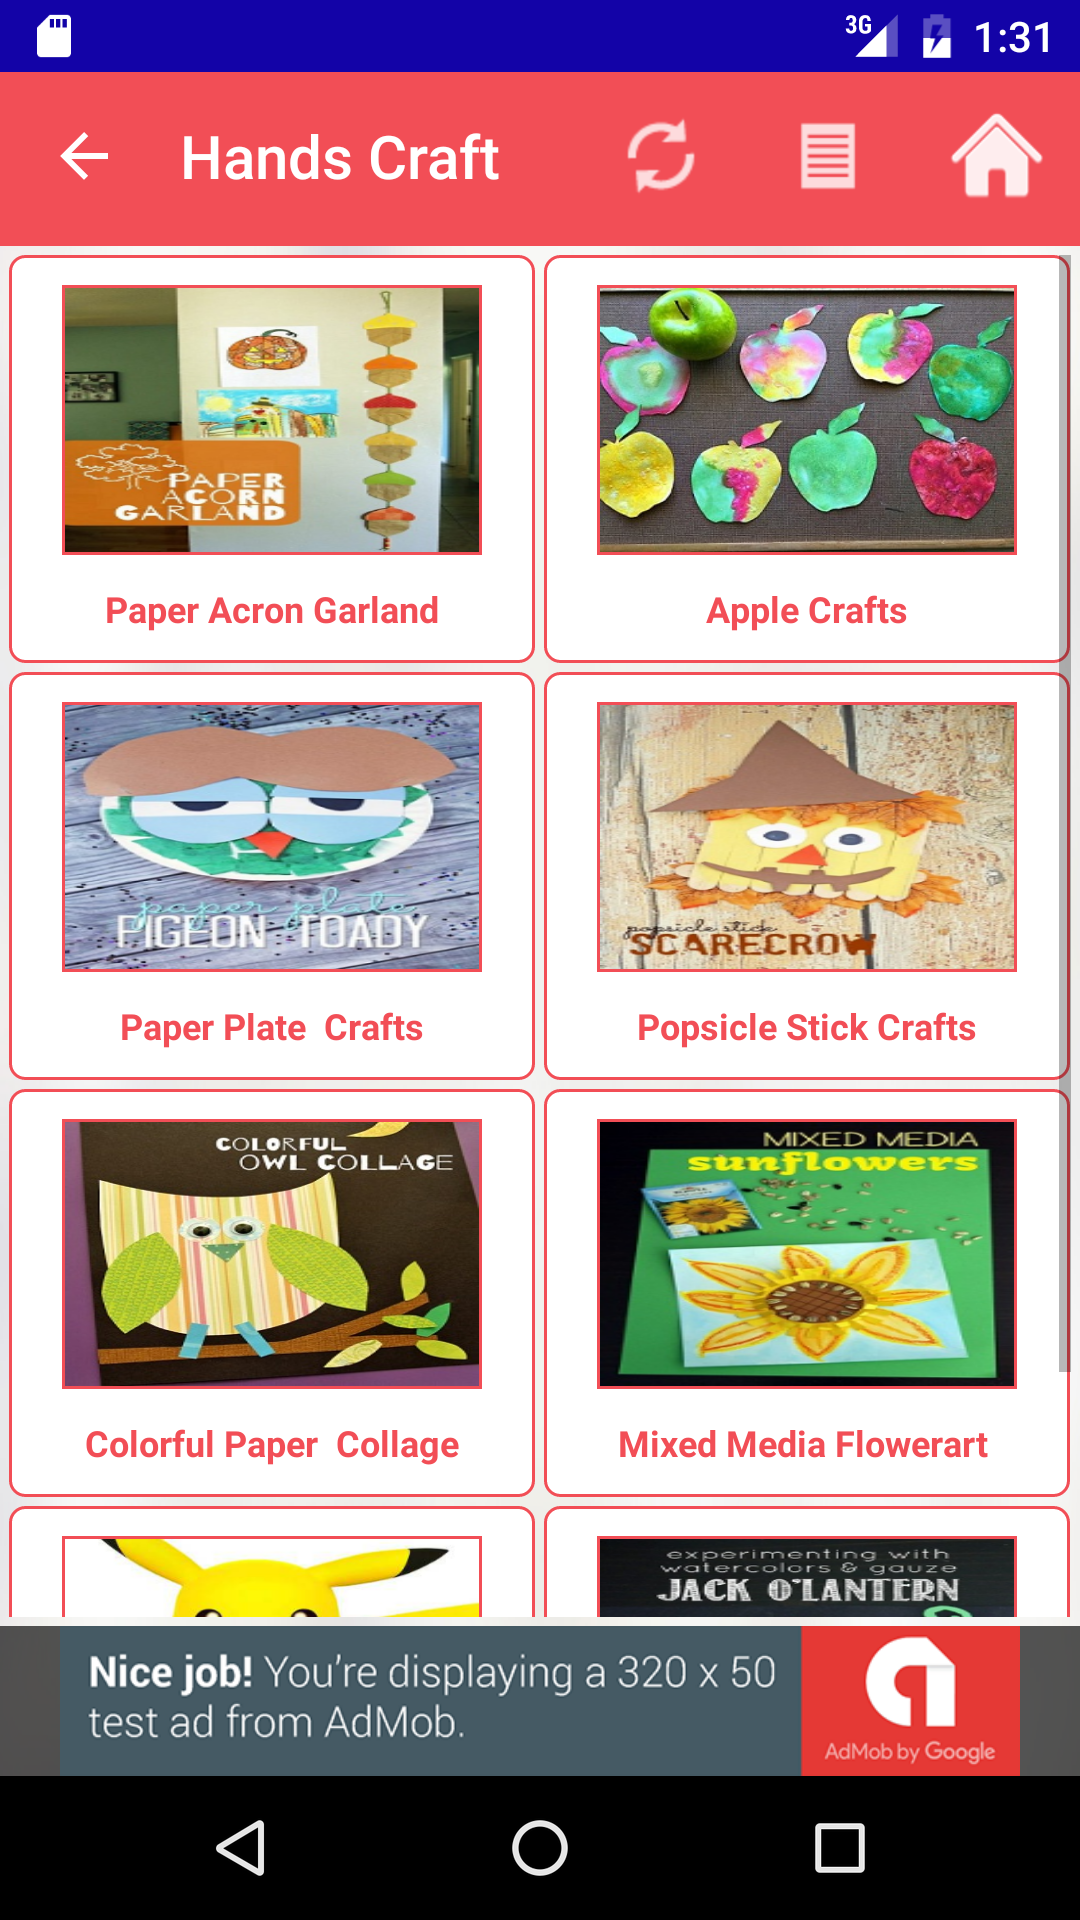 3G 1:31
Hands Craft
PAPER
ACORN
GARLAND
Paper Acron Garland
Apple Crafts
paper plate
PIGEON TOADY
popsicle stick
SCARECROW
Paper Plate  Crafts
Popsicle Stick Crafts
COLORFUL
OWL COLLAGE
MIXED MEDIA
sunflowers
Colorful Paper  Collage
Mixed Media Flowerart
experimenting with
watercolors & gauze
JACK O'LANTERN
Nice job! You're displaying a 320 x 50
test ad from AdMob.
AdMob by Google